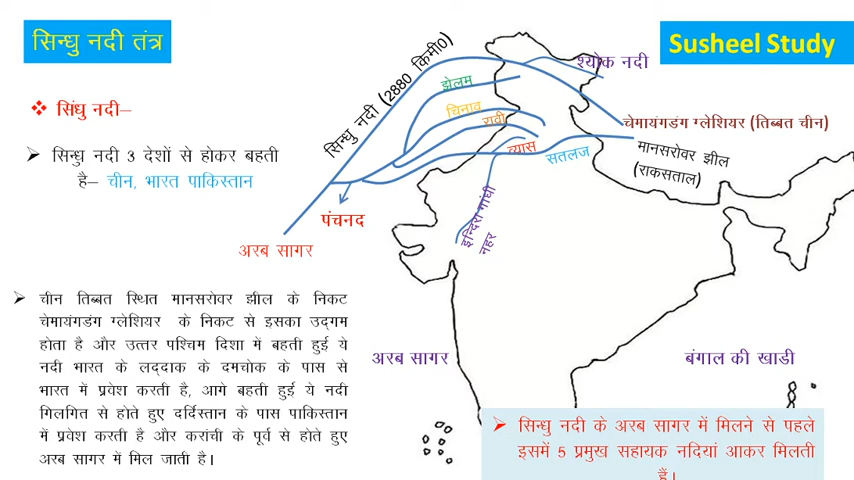 सिन्धु नदी तंत्र
Susheel Study
❖ सिंधु नदी–
➢ सिन्धु नदी 3 देशों से होकर बहती
है– चीन, भारत पाकिस्तान
सिन्धु नदी (2880 किमी0)
झेलम
चिनाव
रावी
व्यास
सतलज
श्योक नदी
चेमायंगडंग ग्लेशियर (तिब्बत चीन)
मानसरोवर झील
(राकसताल)
पंचनद
अरब सागर
इन्दिरा गांधी
नहर
➢ चीन तिब्बत स्थित मानसरोवर झील के निकट
चेमायंगडंग ग्लेशियर के निकट से इसका उद्गम
होता है और उत्तर पश्चिम दिशा में बहती हुई ये
नदी भारत के लद्दाक के दमचोक के पास से
भारत में प्रवेश करती है, आगे बहती हुई ये नदी
गिलगित से होते हुए दर्दिस्तान के पास पाकिस्तान
में प्रवेश करती है और करांची के पूर्व से होते हुए
अरब सागर में मिल जाती है।
अरब सागर
बंगाल की खाडी
➢ सिन्धु नदी के अरब सागर में मिलने से पहले
इसमें 5 प्रमुख सहायक नदियां आकर मिलती
हैं।